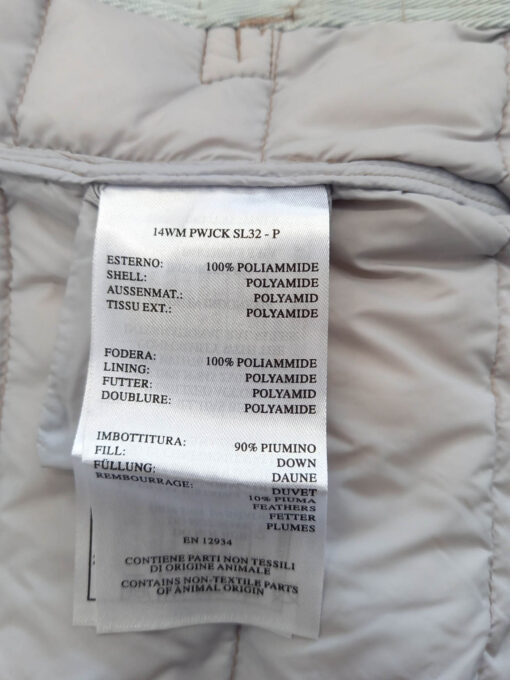 14WM PWJCK SL32 - P
ESTERNO: 100% POLIAMMIDE
SHELL: POLYAMIDE
AUSSENMAT.: POLYAMID
TISSU EXT.: POLYAMIDE
FODERA: 100% POLIAMMIDE
LINING: POLYAMIDE
FUTTER: POLYAMID
DOUBLURE: POLYAMIDE
IMBOTTITURA: 90% PIUMINO
FILL: DOWN
FÜLLUNG: DAUNE
REMBOURRAGE: DUVET
10% PIUMA
FEATHERS
FETTER
PLUMES
EN 12934
CONTIENE PARTI NON TESSILI
DI ORIGINE ANIMALE
CONTAINS NON-TEXTILE PARTS
OF ANIMAL ORIGIN